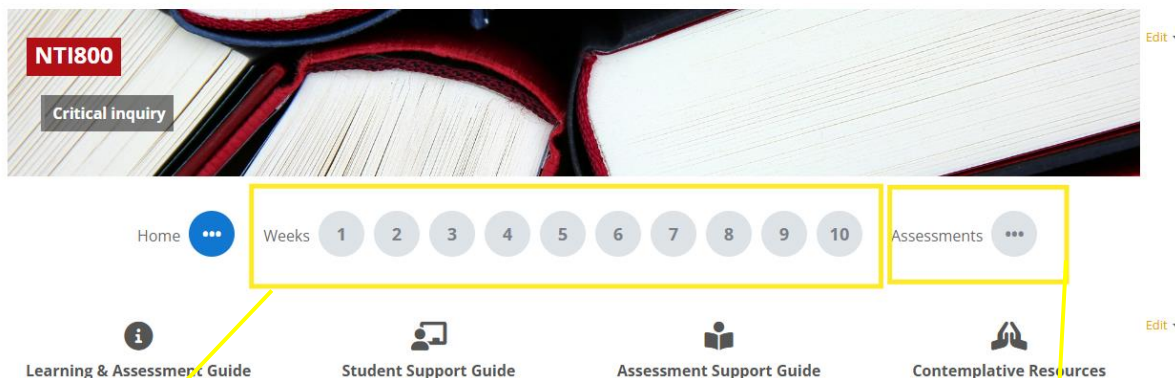 NTI800
Edit
Critical inquiry
Home ••• Weeks 1 2 3 4 5 6 7 8 9 10 Assessments •••
Edit
Learning & Assessment Guide Student Support Guide Assessment Support Guide Contemplative Resources